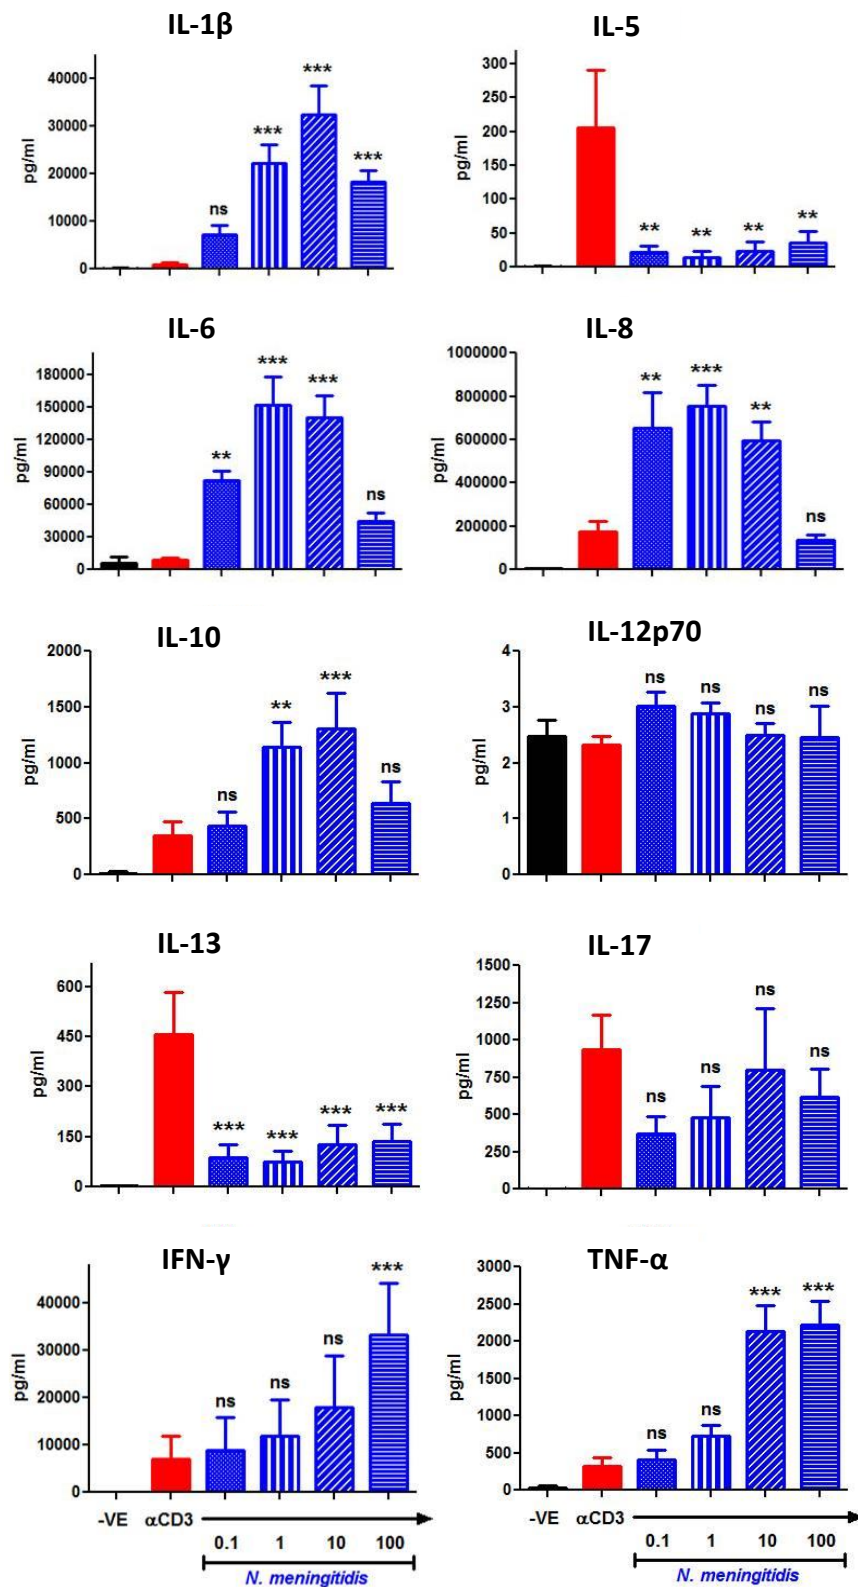 IL-1β
IL-5
pg/ml
40000
30000
20000
10000
0
ns
***
***
***
pg/ml
300
250
200
150
100
50
0
**
**
**
**
IL-6
IL-8
pg/ml
180000
150000
120000
90000
60000
30000
0
**
***
***
ns
pg/ml
1000000
800000
600000
400000
200000
0
**
***
**
ns
IL-10
IL-12p70
pg/ml
2000
1500
1000
500
0
ns
**
***
ns
pg/ml
4
3
2
1
0
ns
ns
ns
ns
IL-13
IL-17
pg/ml
600
450
300
150
0
***
***
***
***
pg/ml
1500
1250
1000
750
500
250
0
ns
ns
ns
ns
IFN-γ
TNF-α
pg/ml
40000
30000
20000
10000
0
ns
ns
ns
***
pg/ml
3000
2500
2000
1500
1000
500
0
ns
ns
***
***
-VE αCD3
0.1 1 10 100
N. meningitidis
-VE αCD3
0.1 1 10 100
N. meningitidis